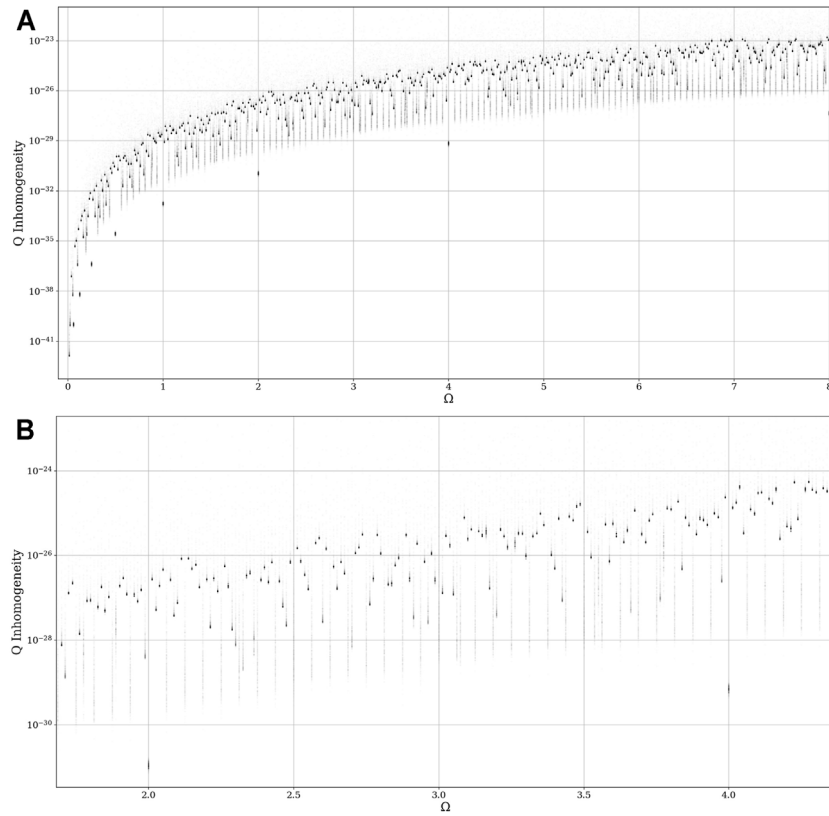 A
10⁻²³
10⁻²⁶
10⁻²⁹
10⁻³²
10⁻³⁵
10⁻³⁸
10⁻⁴¹
Q Inhomogeneity
0 1 2 3 4 5 6 7 8
Ω
B
10⁻²⁴
10⁻²⁶
10⁻²⁸
10⁻³⁰
Q Inhomogeneity
2.0 2.5 3.0 3.5 4.0
Ω